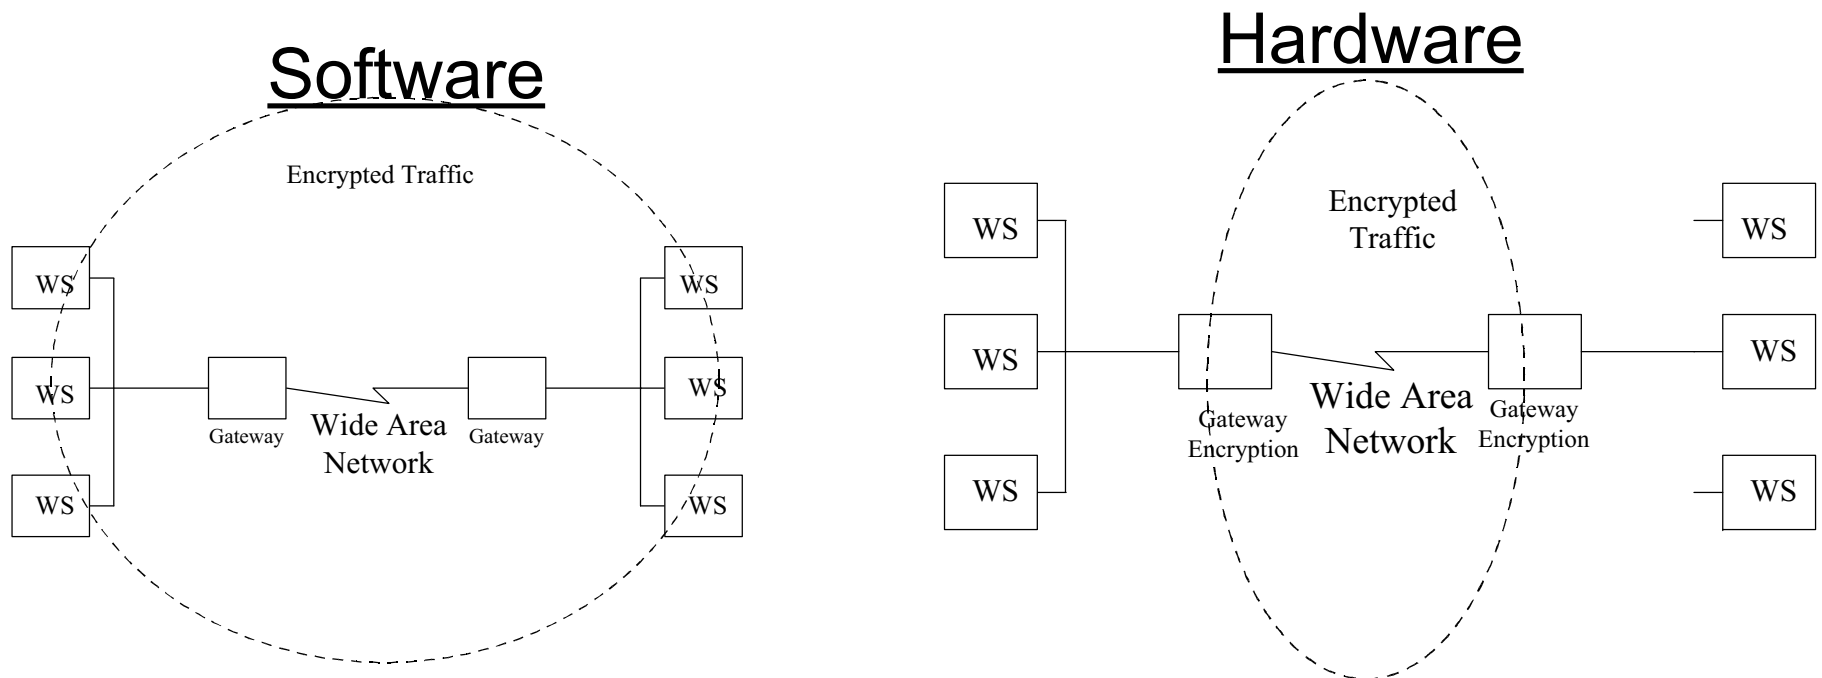 Software
Encrypted Traffic
WS
WS
WS
WS
WS
WS
Gateway
Wide Area
Network
Gateway
Hardware
Encrypted
Traffic
WS
WS
WS
WS
WS
WS
Gateway
Encryption
Wide Area
Network
Gateway
Encryption